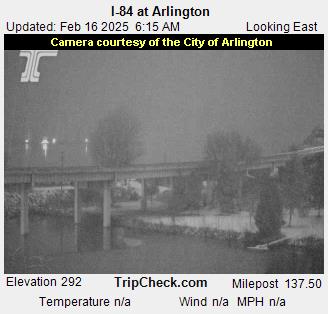 I-84 at Arlington
Updated: Feb 16 2025 6:15 AM Looking East
Camera courtesy of the City of Arlington
Elevation 292 TripCheck.com Milepost 137.50
Temperature n/a Wind n/a MPH n/a